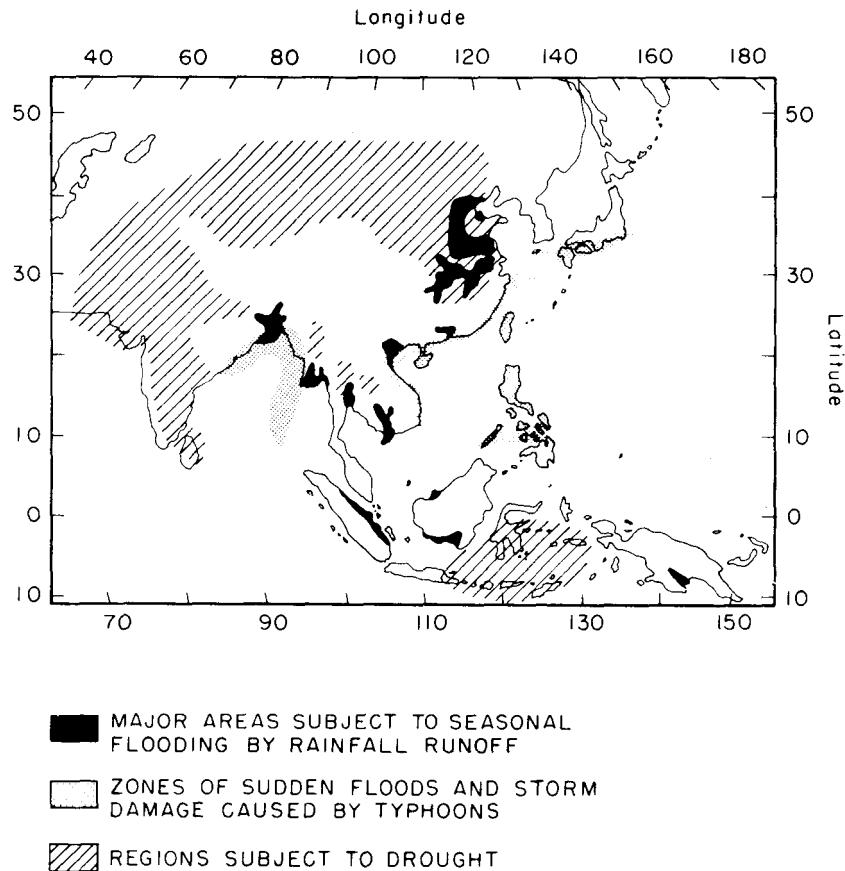 Longitude
40 60 80 100 120 140 160 180
50 50
30 30
Latitude
10 10
0 0
10 10
70 90 110 130 150
MAJOR AREAS SUBJECT TO SEASONAL
FLOODING BY RAINFALL RUNOFF
ZONES OF SUDDEN FLOODS AND STORM
DAMAGE CAUSED BY TYPHOONS
REGIONS SUBJECT TO DROUGHT